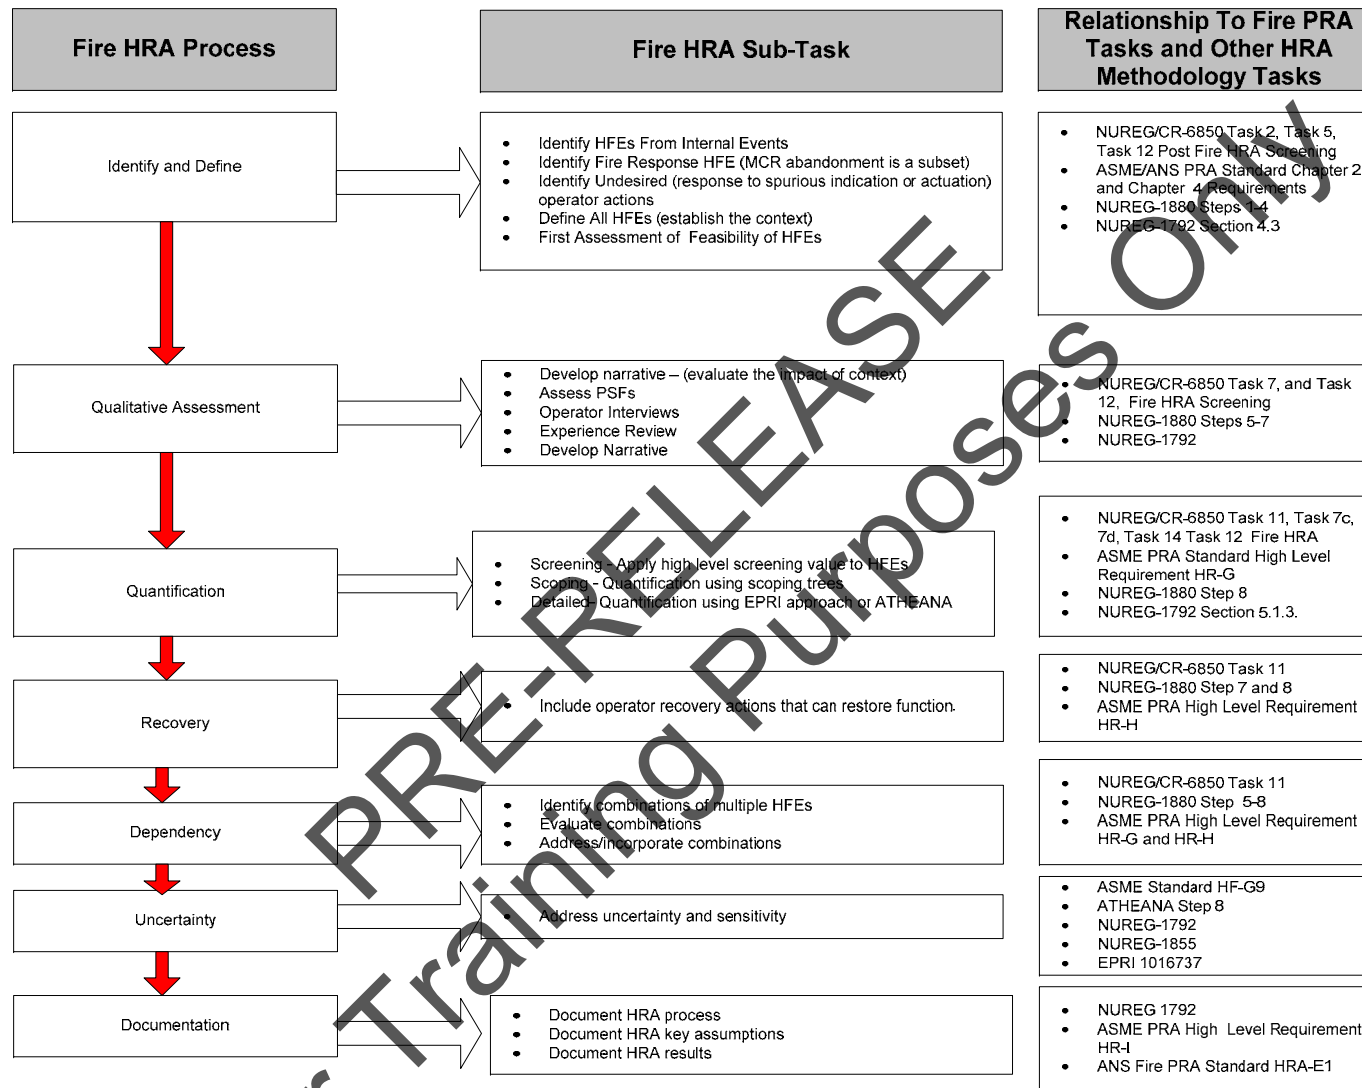 Fire HRA Process
Fire HRA Sub-Task
Relationship To Fire PRA
Tasks and Other HRA
Methodology Tasks
Identify and Define
• Identify HFEs From Internal Events
• Identify Fire Response HFE (MCR abandonment is a subset)
• Identify Undesired (response to spurious indication or actuation)
operator actions
• Define All HFEs (establish the context)
• First Assessment of Feasibility of HFEs
• NUREG/CR-6850 Task 2, Task 5,
Task 12 Post Fire HRA Screening
• ASME/ANS PRA Standard Chapter 2
and Chapter 4 Requirements
• NUREG-1880 Steps 1-4
• NUREG-1792 Section 4.3
Qualitative Assessment
• Develop narrative – (evaluate the impact of context)
• Assess PSFs
• Operator Interviews
• Experience Review
• Develop Narrative
• NUREG/CR-6850 Task 7, and Task
12, Fire HRA Screening
• NUREG-1880 Steps 5-7
• NUREG-1792
Quantification
• Screening - Apply high level screening value to HFEs
• Scoping - Quantification using scoping trees
• Detailed- Quantification using EPRI approach or ATHEANA
• NUREG/CR-6850 Task 11, Task 7c,
7d, Task 14 Task 12 Fire HRA
• ASME PRA Standard High Level
Requirement HR-G
• NUREG-1880 Step 8
• NUREG-1792 Section 5.1.3.
Recovery
• Include operator recovery actions that can restore function.
• NUREG/CR-6850 Task 11
• NUREG-1880 Step 7 and 8
• ASME PRA High Level Requirement
HR-H
Dependency
• Identify combinations of multiple HFEs
• Evaluate combinations
• Address/incorporate combinations
• NUREG/CR-6850 Task 11
• NUREG-1880 Step 5-8
• ASME PRA High Level Requirement
HR-G and HR-H
Uncertainty
• Address uncertainty and sensitivity
• ASME Standard HF-G9
• ATHEANA Step 8
• NUREG-1792
• NUREG-1855
• EPRI 1016737
Documentation
• Document HRA process
• Document HRA key assumptions
• Document HRA results
• NUREG 1792
• ASME PRA High Level Requirement
HR-I
• ANS Fire PRA Standard HRA-E1
PRE-RELEASE
Training Purposes Only